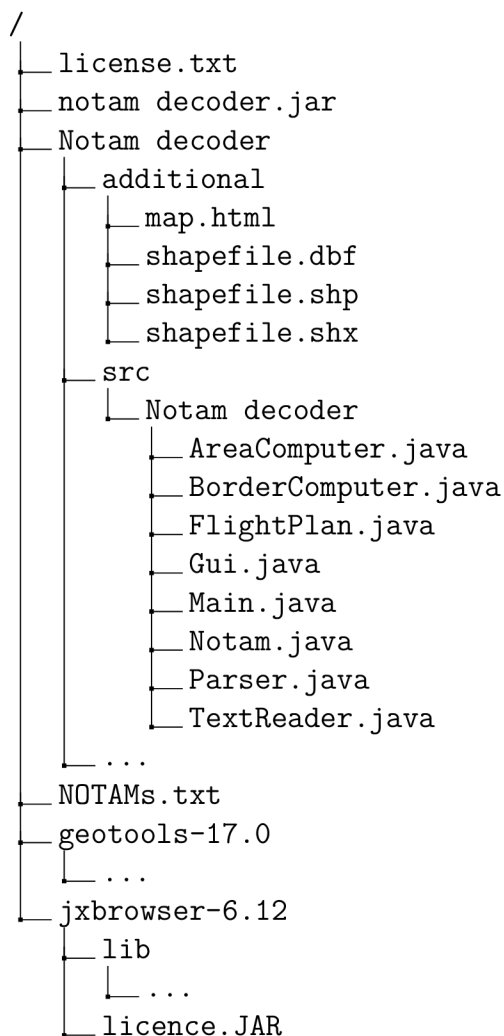 /
license.txt
notam decoder.jar
Notam decoder
additional
map.html
shapefile.dbf
shapefile.shp
shapefile.shx
src
Notam decoder
AreaComputer.java
BorderComputer.java
FlightPlan.java
Gui.java
Main.java
Notam.java
Parser.java
TextReader.java
...
NOTAMs.txt
geotools-17.0
...
jxbrowser-6.12
lib
...
licence.JAR